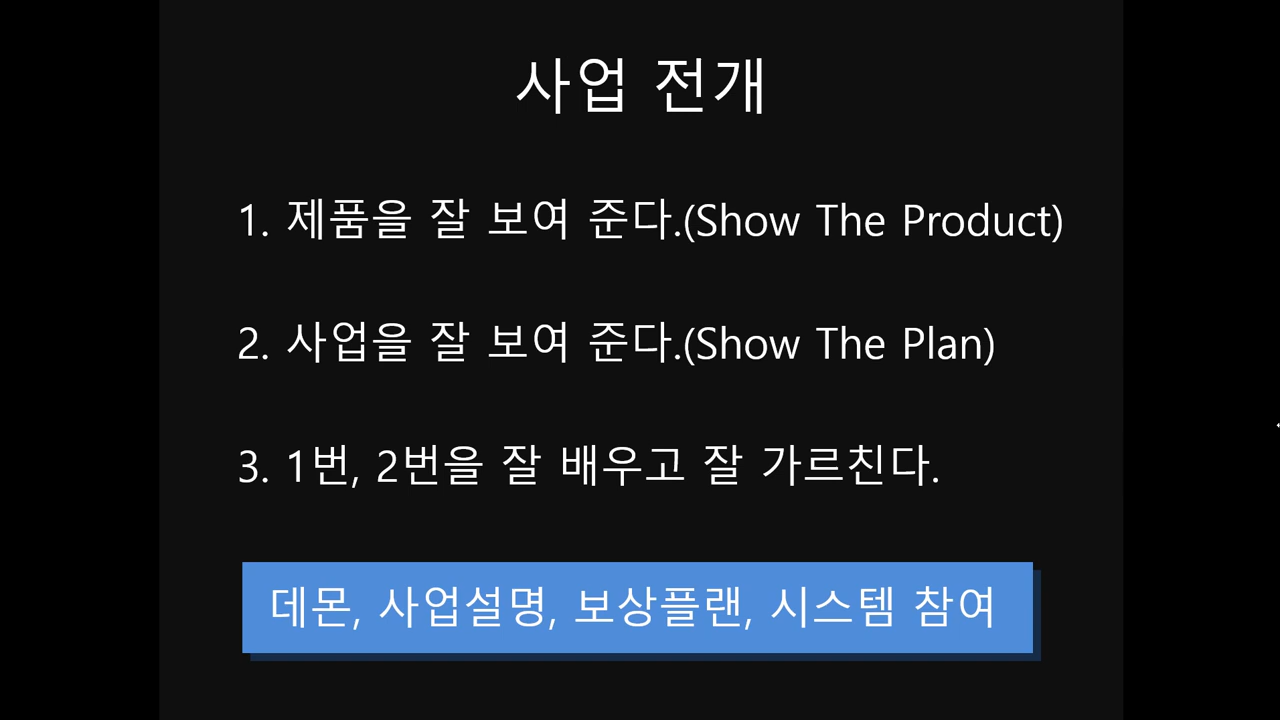 사업 전개
1. 제품을 잘 보여 준다.(Show The Product)
2. 사업을 잘 보여 준다.(Show The Plan)
3. 1번, 2번을 잘 배우고 잘 가르친다.
데몬, 사업설명, 보상플랜, 시스템 참여